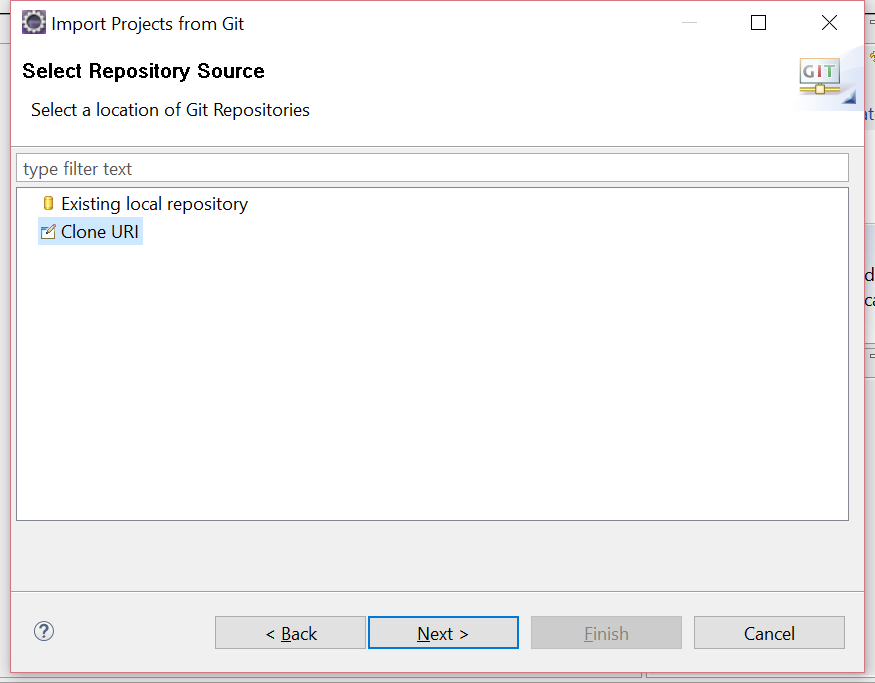 Import Projects from Git
Select Repository Source
Select a location of Git Repositories
GIT
type filter text
Existing local repository
Clone URI
< Back
Next >
Finish
Cancel